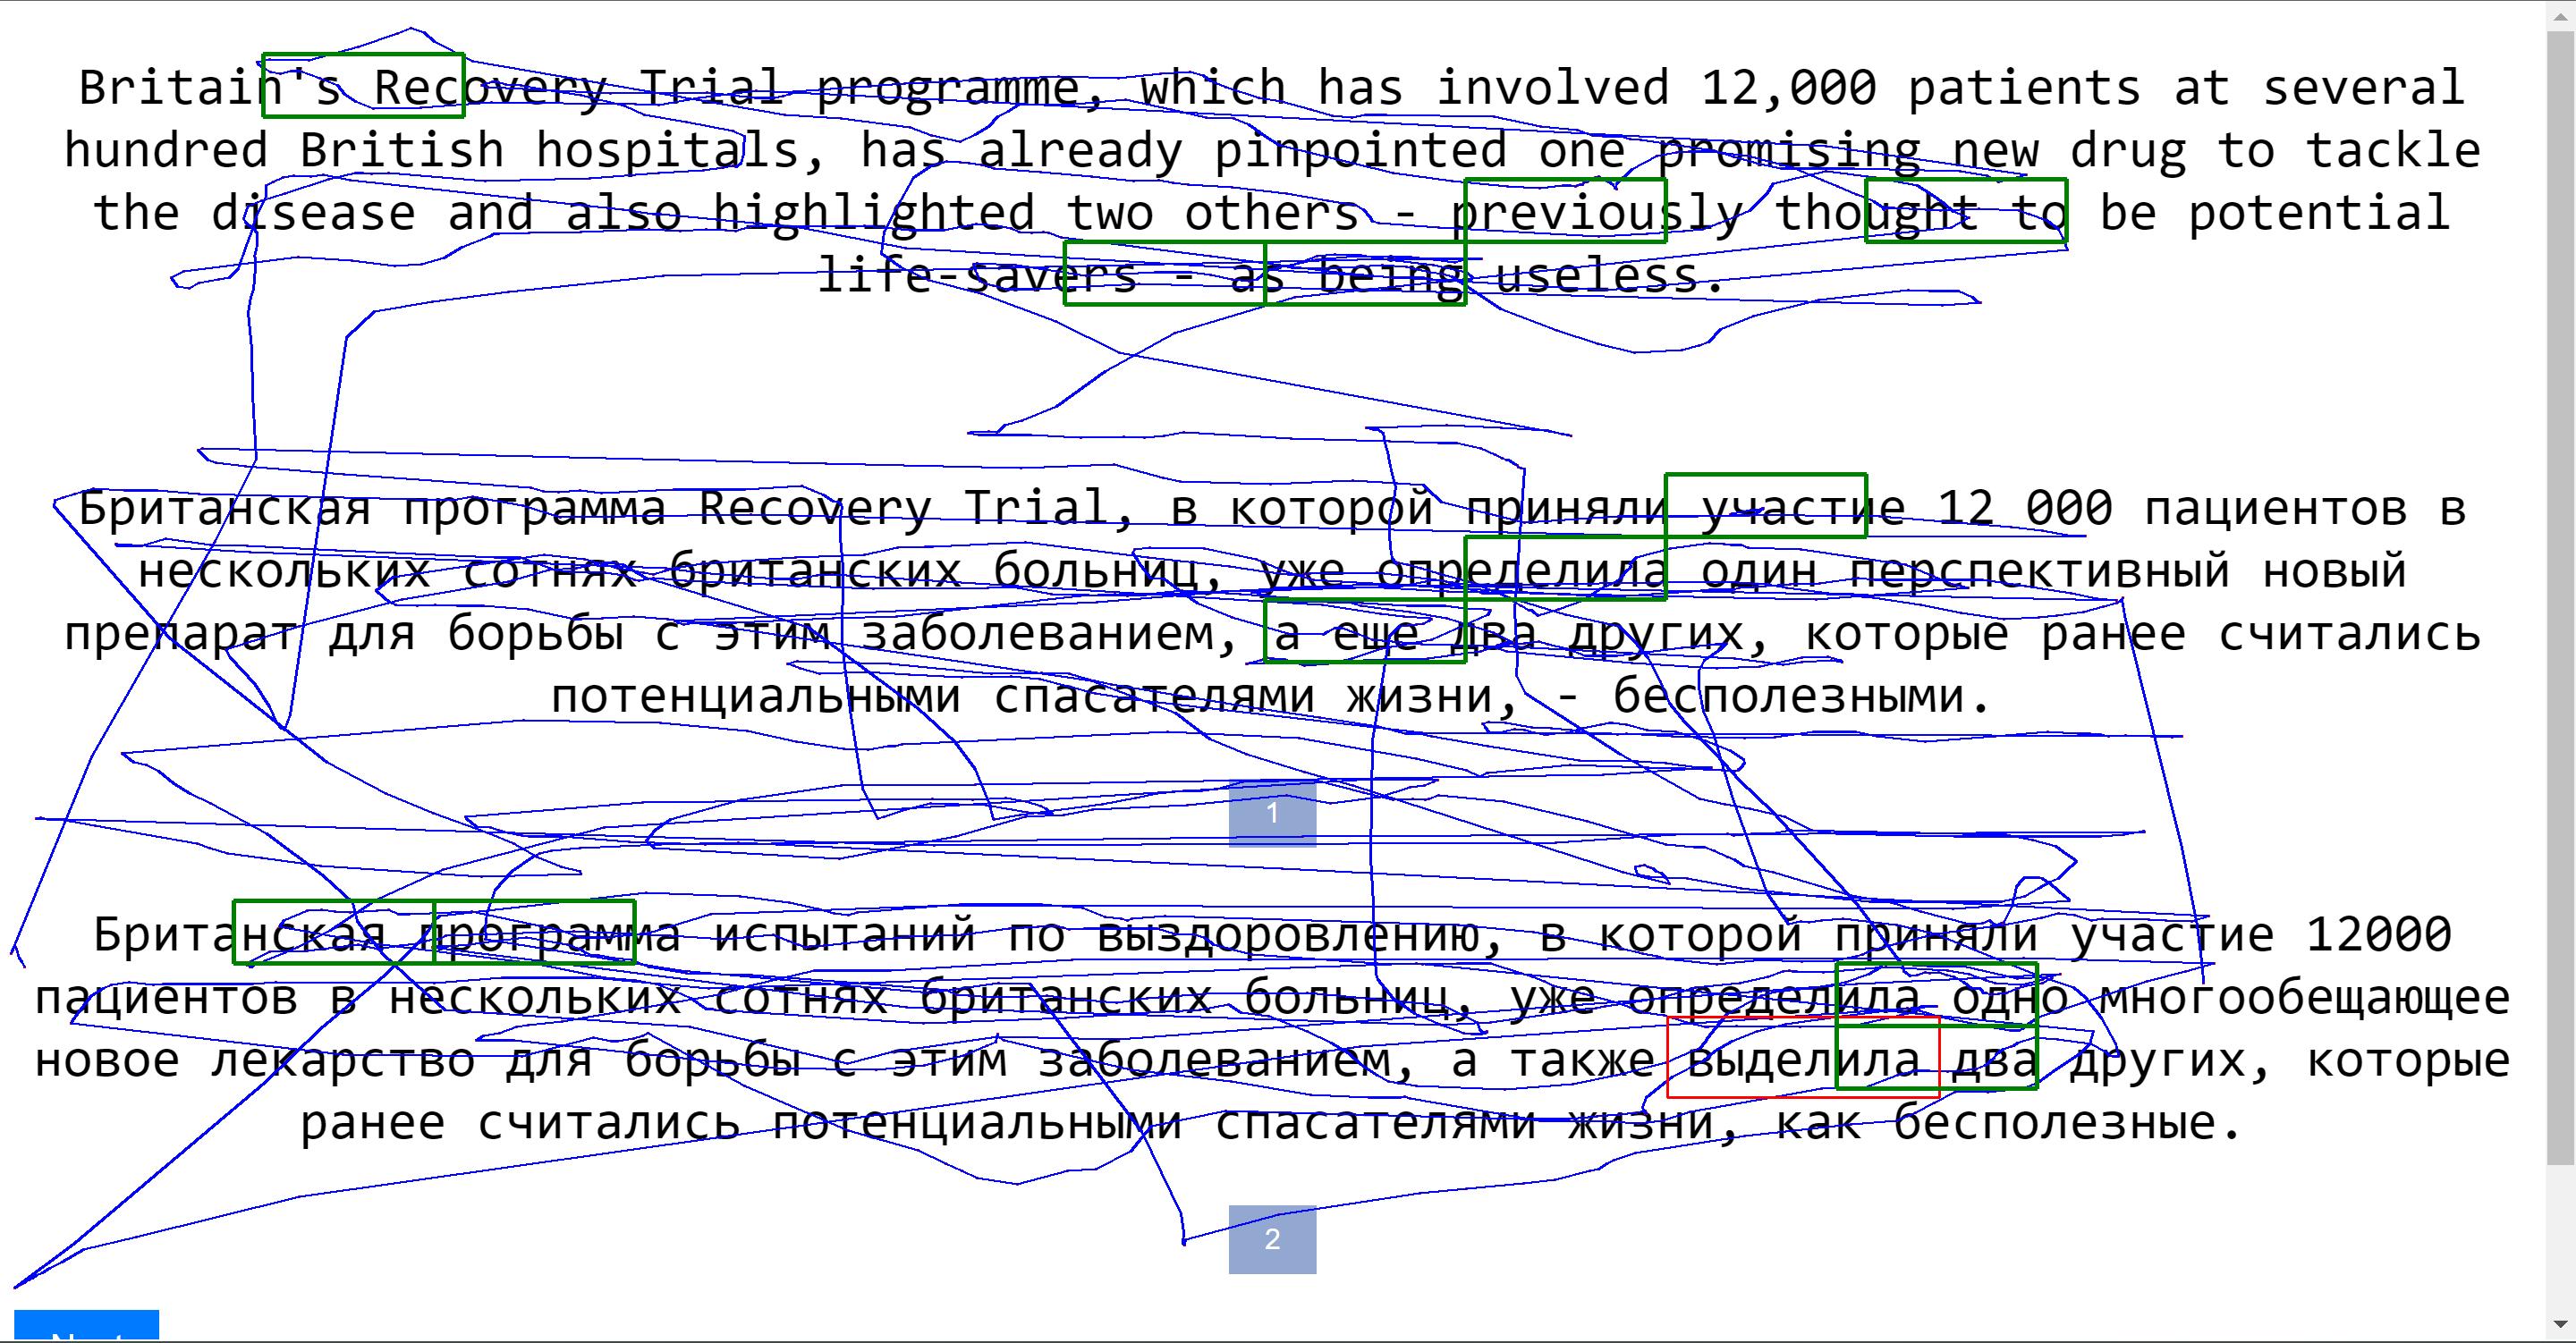 Britain's Recovery Trial programme, which has involved 12,000 patients at several
hundred British hospitals, has already pinpointed one promising new drug to tackle
the disease and also highlighted two others - previously thought to be potential
life-savers - as being useless.
Британская программа Recovery Trial, в которой приняли участие 12 000 пациентов в
нескольких сотнях британских больниц, уже определила один перспективный новый
препарат для борьбы с этим заболеванием, а еще два других, которые ранее считались
потенциальными спасателями жизни, - бесполезными.
1
Британская программа испытаний по выздоровлению, в которой приняли участие 12000
пациентов в нескольких сотнях британских больниц, уже определила одно многообещающее
новое лекарство для борьбы с этим заболеванием, а также выделила два других, которые
ранее считались потенциальными спасателями жизни, как бесполезные.
2